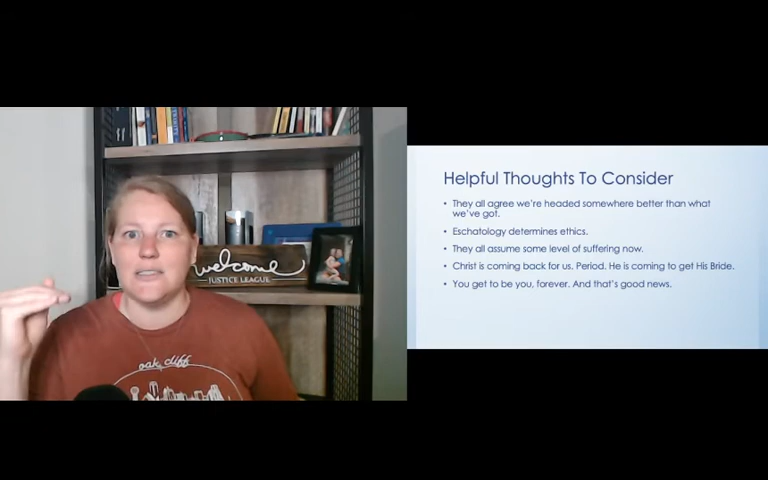 welcome
JUSTICE LEAGUE
oak cliff
Helpful Thoughts To Consider
• They all agree we're headed somewhere better than what
we've got.
• Eschatology determines ethics.
• They all assume some level of suffering now.
• Christ is coming back for us. Period. He is coming to get His Bride.
• You get to be you, forever. And that's good news.